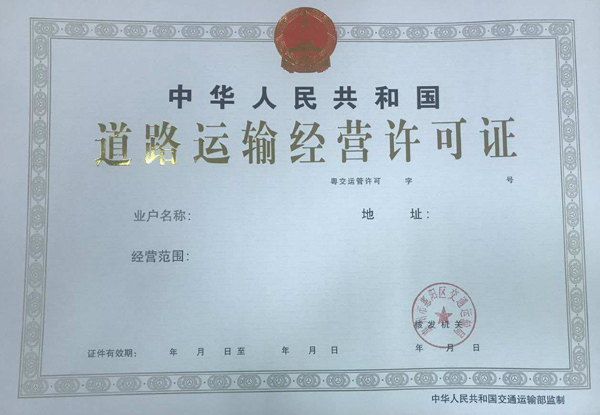 中华人民共和国
道路运输经营许可证
粤交运管许可 字 号
业户名称： 地 址：
经营范围：
核发机关
证件有效期： 年 月 日至 年 月 日 年 月 日
中华人民共和国交通运输部监制